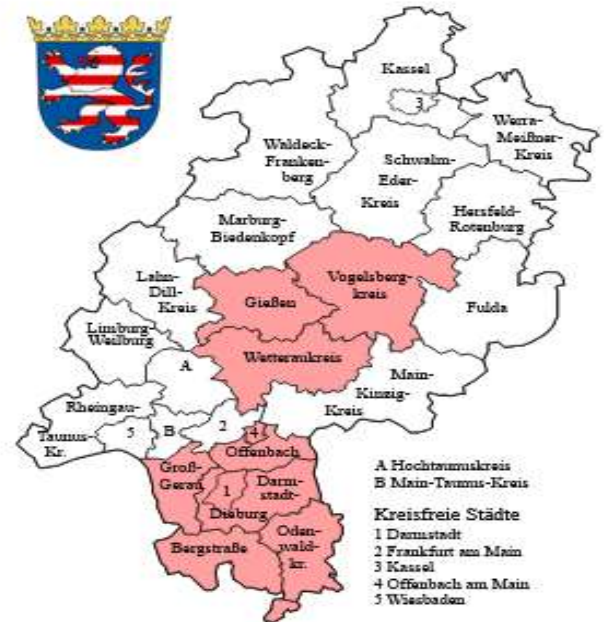 Kassel
3
Werra-
Meißner-
Kreis
Waldeck-
Frankenberg
Schwalm-
Eder-
Kreis
Hersfeld-
Rotenburg
Marburg-
Biedenkopf
Lahn-
Dill-
Kreis
Gießen
Vogelsberg-
kreis
Fulda
Limburg-
Weilburg
Wetteraukreis
A
Main-
Kinzig-
Kreis
Rheingau-
Taunus-
Kr.
5
B
2
4
Offenbach
Groß-
Gerau
1
Darm-
stadt-
Dieburg
Bergstraße
Oden-
wald-
kr.
A Hochtaunuskreis
B Main-Taunus-Kreis
Kreisfreie Städte
1 Darmstadt
2 Frankfurt am Main
3 Kassel
4 Offenbach am Main
5 Wiesbaden